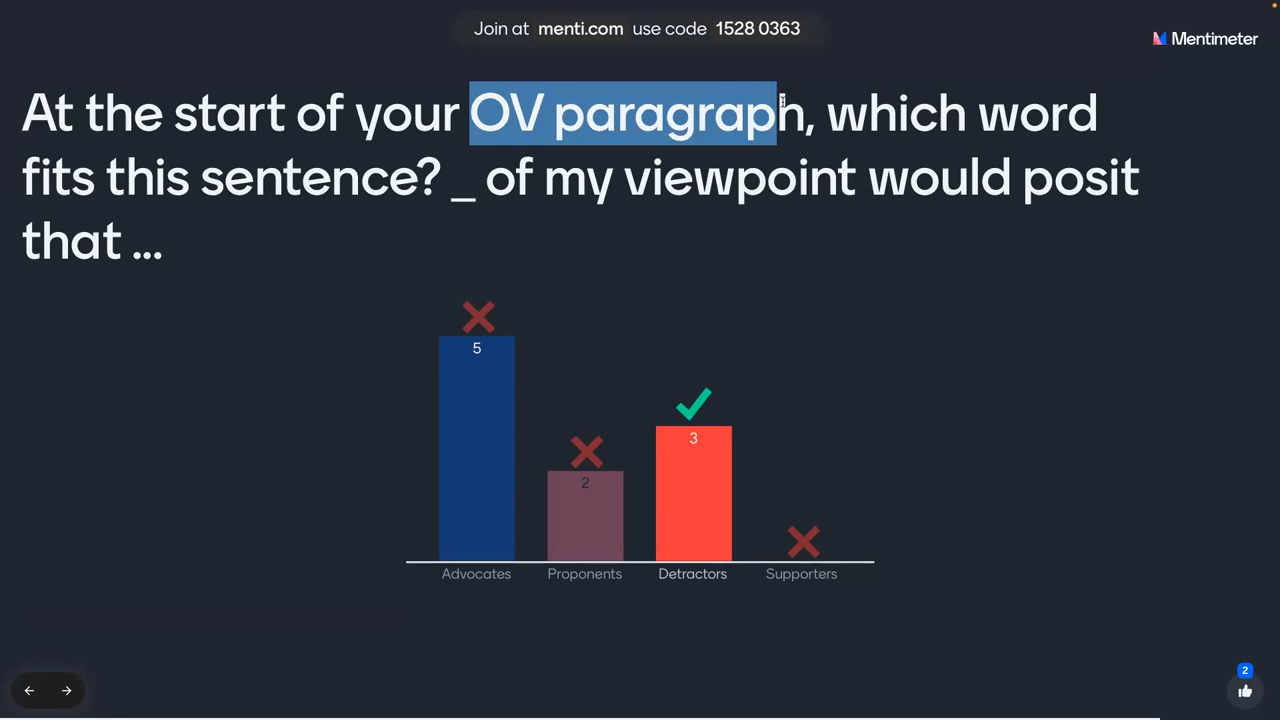 Join at menti.com use code 1528 0363
Mentimeter
At the start of your OV paragraph, which word
fits this sentence? _ of my viewpoint would posit
that ...
5
2
3
Advocates Proponents Detractors Supporters
2